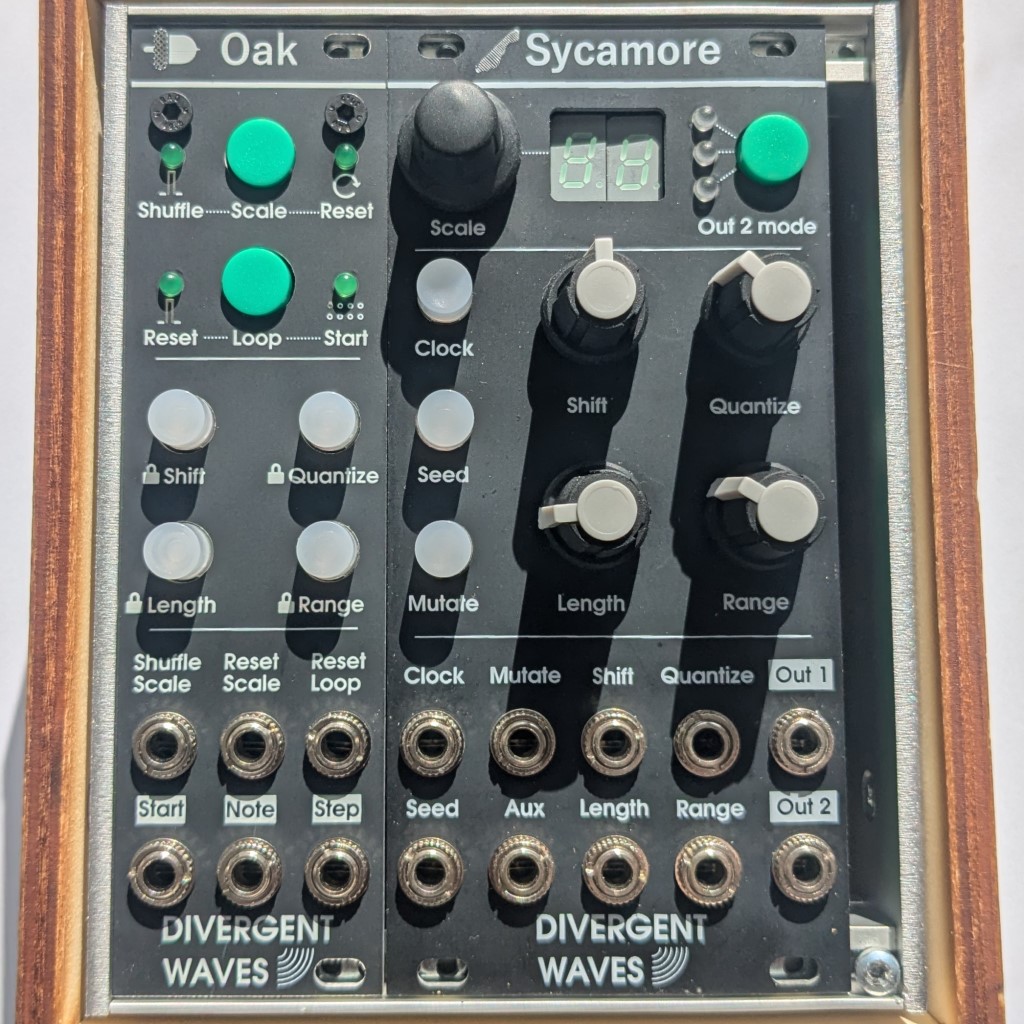 Oak
Shuffle Scale Reset
Reset Loop Start
Shift Quantize
Length Range
Shuffle Scale
Reset Scale
Reset Loop
Start Note Step
DIVERGENT
WAVES
Sycamore
Scale Out 2 mode
Clock
Shift Quantize
Seed
Mutate Length Range
Clock Mutate Shift Quantize Out 1
Seed Aux Length Range Out 2
DIVERGENT
WAVES